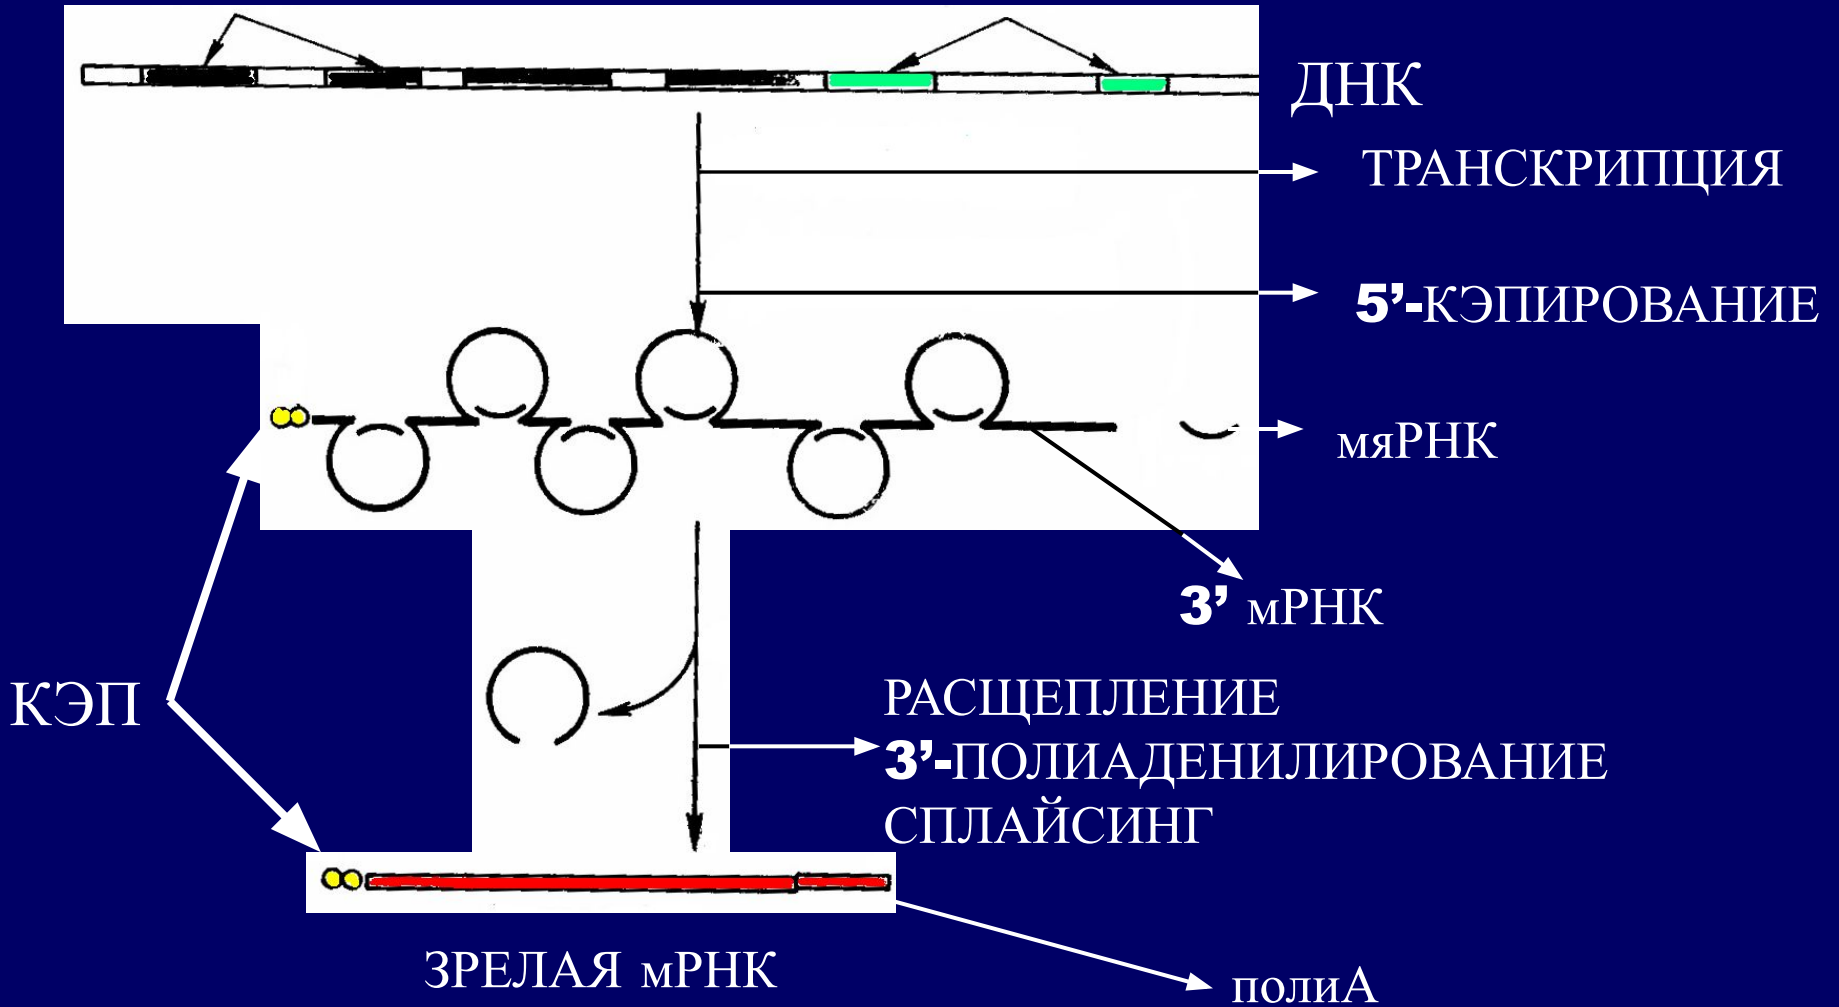 ДНК
ТРАНСКРИПЦИЯ
5’-КЭПИРОВАНИЕ
мяРНК
3’ мРНК
КЭП
РАСЩЕПЛЕНИЕ
3’-ПОЛИАДЕНИЛИРОВАНИЕ
СПЛАЙСИНГ
ЗРЕЛАЯ мРНК
полиА